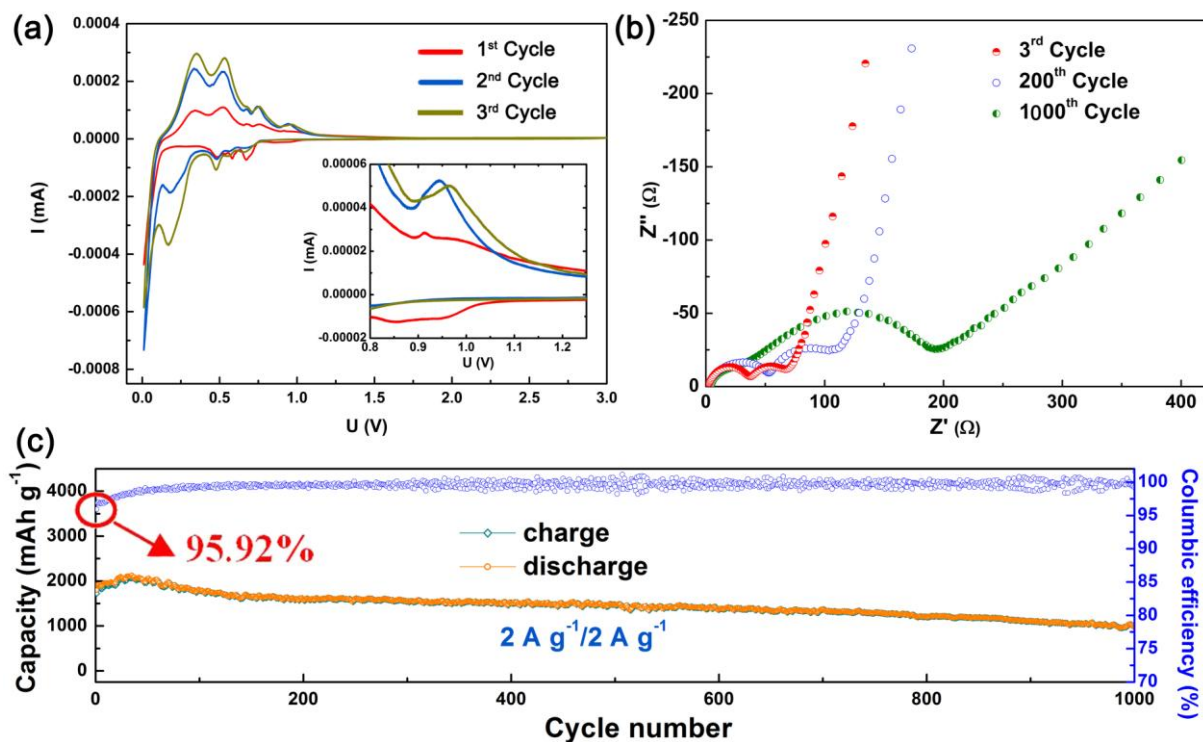 (a)
0.0004
0.0002
0.0000
-0.0002
-0.0004
-0.0006
-0.0008
I (mA)
1st Cycle
2nd Cycle
3rd Cycle
0.00006
0.00004
0.00002
0.00000
-0.00002
I (mA)
0.8 0.9 1.0 1.1 1.2
U (V)
0.0 0.5 1.0 1.5 2.0 2.5 3.0
U (V)
(b)
-250
-200
-150
-100
-50
0
Z'' (Ω)
3rd Cycle
200th Cycle
1000th Cycle
0 100 200 300 400
Z' (Ω)
(c)
4000
3500
3000
2000
1000
0
Capacity (mAh g-1)
95.92%
charge
discharge
2 A g-1/2 A g-1
100
95
90
85
80
75
70
Columbic efficiency
(%)
0 200 400 600 800 1000
Cycle number